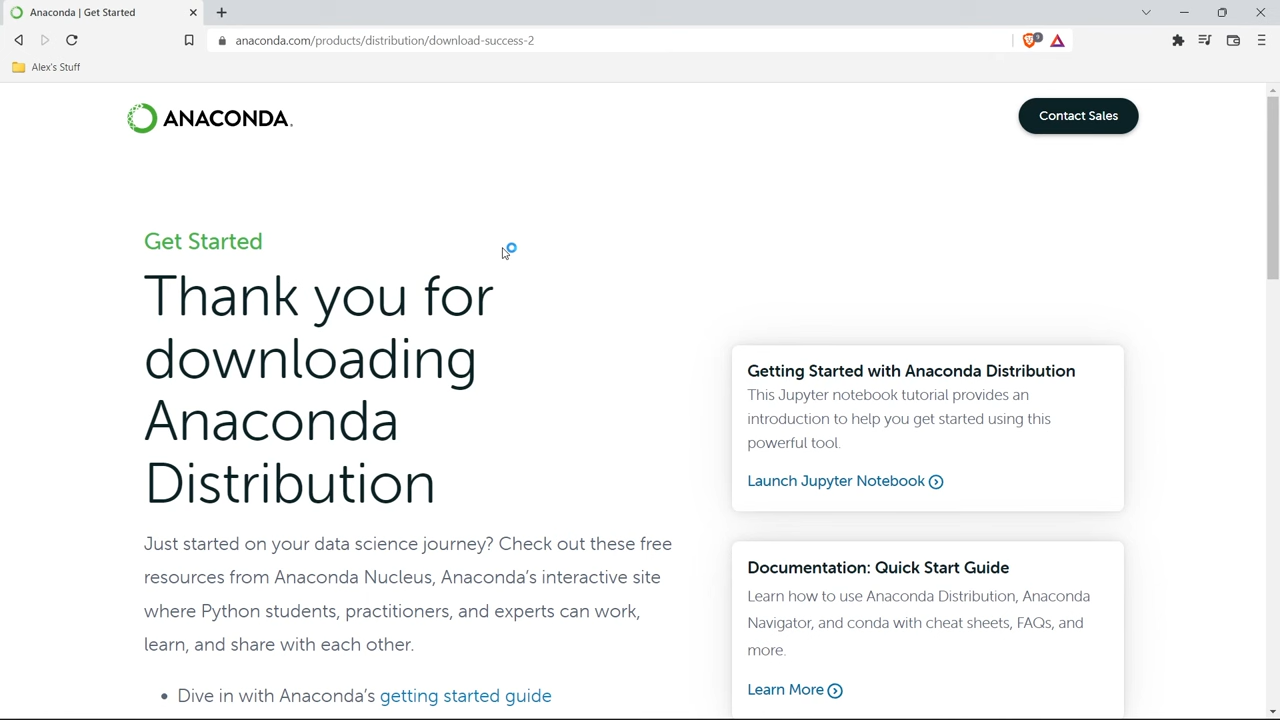 Anaconda | Get Started
anaconda.com/products/distribution/download-success-2
9
Alex's Stuff
ANACONDA.
Contact Sales
Get Started
Thank you for
downloading
Anaconda
Distribution
Just started on your data science journey? Check out these free
resources from Anaconda Nucleus, Anaconda's interactive site
where Python students, practitioners, and experts can work,
learn, and share with each other.
• Dive in with Anaconda's getting started guide
Getting Started with Anaconda Distribution
This Jupyter notebook tutorial provides an
introduction to help you get started using this
powerful tool.
Launch Jupyter Notebook
Documentation: Quick Start Guide
Learn how to use Anaconda Distribution, Anaconda
Navigator, and conda with cheat sheets, FAQs, and
more.
Learn More